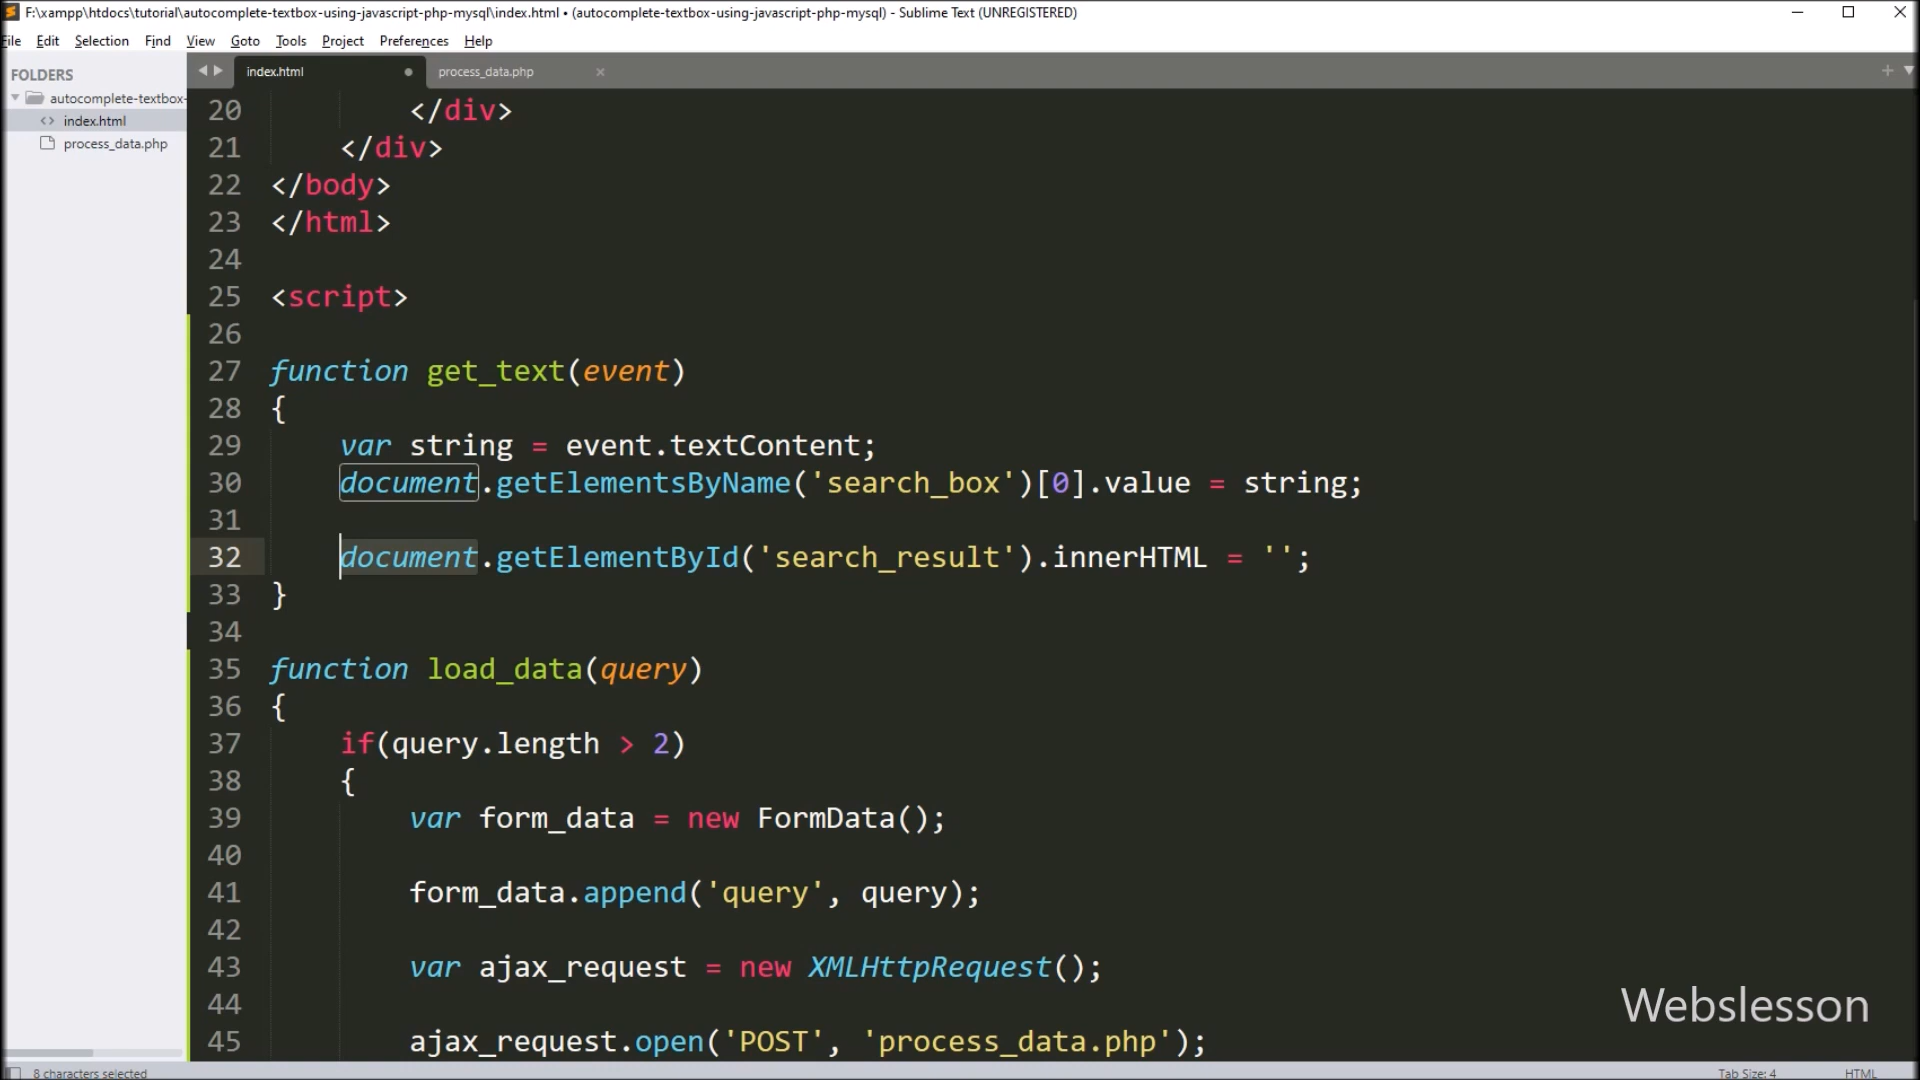 F:\xampp\htdocs\tutorial\autocomplete-textbox-using-javascript-php-mysql\index.html • (autocomplete-textbox-using-javascript-php-mysql) - Sublime Text (UNREGISTERED)
File Edit Selection Find View Goto Tools Project Preferences Help
FOLDERS
autocomplete-textbox-
index.html
process_data.php
index.html process_data.php
20 </div>
21 </div>
22 </body>
23 </html>
24
25 <script>
26
27 function get_text(event)
28 {
29 var string = event.textContent;
30 document.getElementsByName('search_box')[0].value = string;
31
32 document.getElementById('search_result').innerHTML = '';
33 }
34
35 function load_data(query)
36 {
37 if(query.length > 2)
38 {
39 var form_data = new FormData();
40
41 form_data.append('query', query);
42
43 var ajax_request = new XMLHttpRequest();
44
45 ajax_request.open('POST', 'process_data.php');
Webslesson
8 characters selected Tab Size: 4 HTML